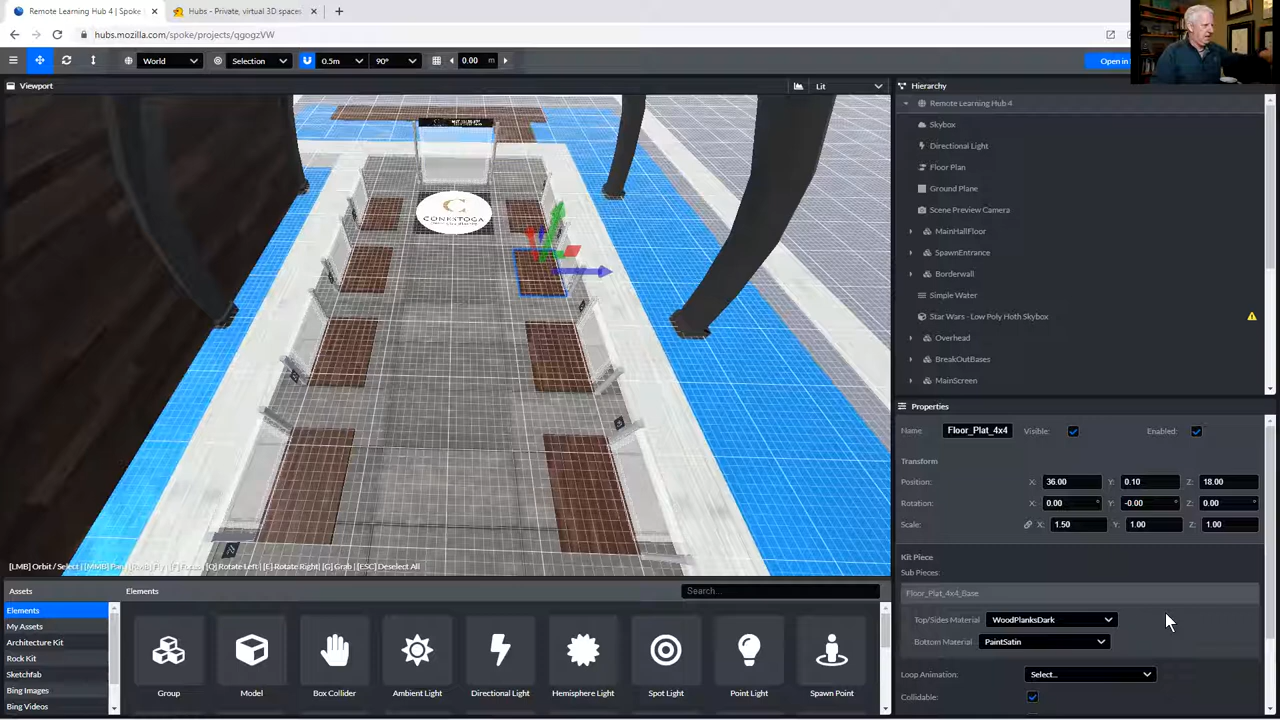 Remote Learning Hub 4 | Spoke
Hubs - Private, virtual 3D spaces
hubs.mozilla.com/spoke/projects/qgogzVW
World
Selection
0.5m
90°
0.00 m
Open in
Viewport
Lit
CONESTOGA
[LMB] Orbit / Select | [MMB] Pan | [RMB] Fly | [F] Focus | [Q] Rotate Left | [E] Rotate Right | [G] Grab | [ESC] Deselect All
Hierarchy
Remote Learning Hub 4
Skybox
Directional Light
Floor Plan
Ground Plane
Scene Preview Camera
MainHallFloor
SpawnEntrance
Borderwall
Simple Water
Star Wars - Low Poly Hoth Skybox
Overhead
BreakOutBases
MainScreen
Properties
Name Floor_Plat_4x4 Visible: Enabled:
Transform
Position: X: 36.00 Y: 0.10 Z: 18.00
Rotation: X: 0.00 ° Y: -0.00 ° Z: 0.00 °
Scale: X: 1.50 Y: 1.00 Z: 1.00
Kit Piece
Sub Pieces:
Floor_Plat_4x4_Base
Top/Sides Material WoodPlanksDark
Bottom Material PaintSatin
Loop Animation: Select...
Collidable:
Assets
Elements
My Assets
Architecture Kit
Rock Kit
Sketchfab
Bing Images
Bing Videos
Elements
Search...
Group
Model
Box Collider
Ambient Light
Directional Light
Hemisphere Light
Spot Light
Point Light
Spawn Point